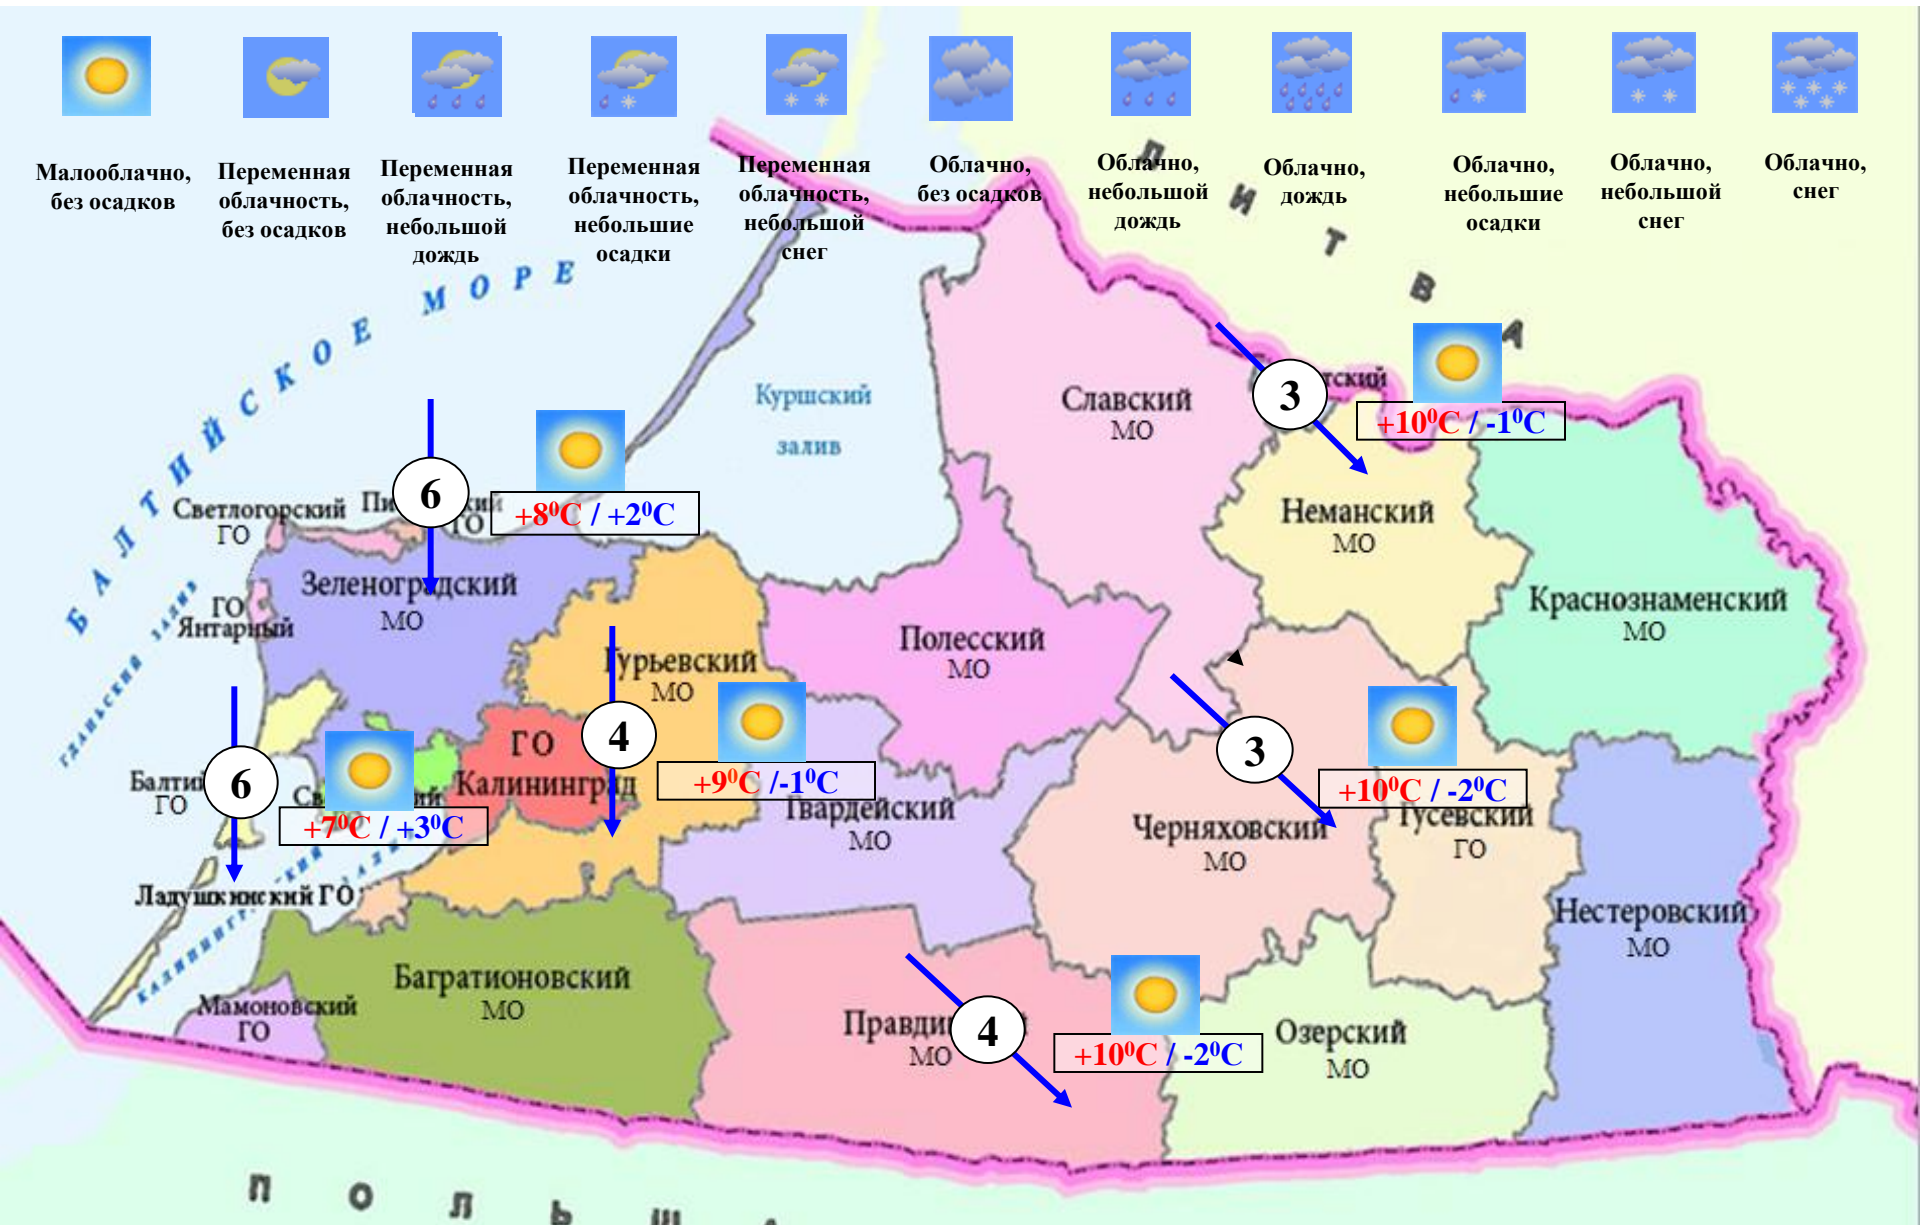 Малооблачно,
без осадков
Переменная
облачность,
без осадков
Переменная
облачность,
небольшой
дождь
Переменная
облачность,
небольшие
осадки
Переменная
облачность,
небольшой
снег
Облачно,
без осадков
Облачно,
небольшой
дождь
Облачно,
дождь
Облачно,
небольшие
осадки
Облачно,
небольшой
снег
Облачно,
снег
БАЛТИЙСКОЕ МОРЕ
ЛИТВА
Куршский
залив
Славский
МО
3
+10⁰C / -1⁰C
6
+8⁰C / +2⁰C
Светлогорский
ГО
ГО
Неманский
МО
Зеленоградский
МО
ГО
Янтарный
Краснознаменский
МО
Полесский
МО
Гурьевский
МО
4
+9⁰C /-1⁰C
ГО
Калининград
6
+7⁰C / +3⁰C
ГО
3
+10⁰C / -2⁰C
Гвардейский
МО
Черняховский
МО
Гусевский
ГО
Ладушкинский ГО
Нестеровский
МО
Багратионовский
МО
Мамоновский
ГО
МО
4
+10⁰C / -2⁰C
Озерский
МО